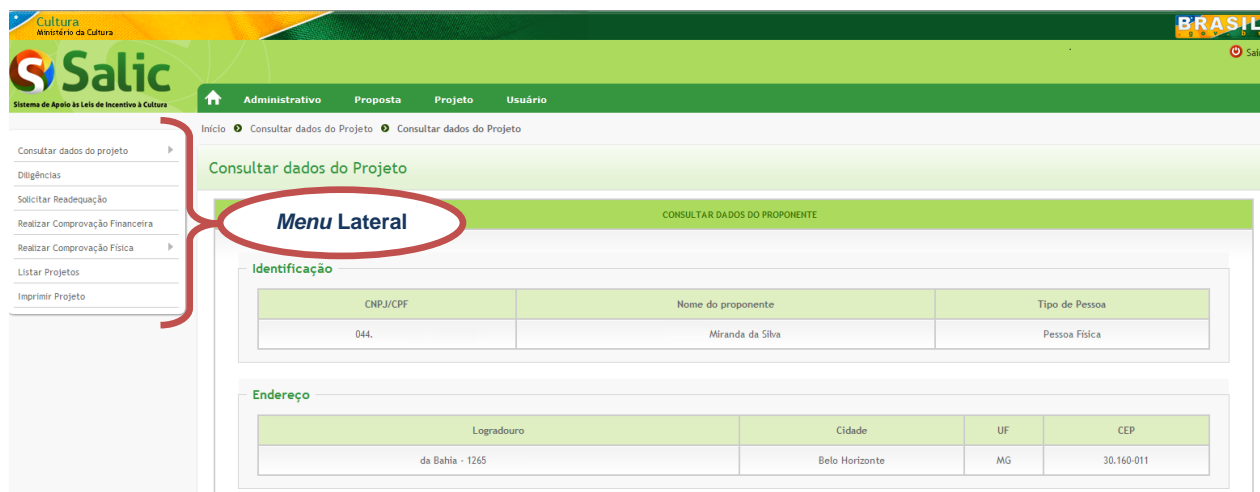 Cultura
Ministério da Cultura
BRASIL
Salic
Sistema de Apoio às Leis de Incentivo à Cultura
Administrativo Proposta Projeto Usuário
Início Consultar dados do Projeto Consultar dados do Projeto
Consultar dados do projeto
Diligências
Solicitar Readequação
Realizar Comprovação Financeira
Realizar Comprovação Física
Listar Projetos
Imprimir Projeto
Menu Lateral
Consultar dados do Projeto
CONSULTAR DADOS DO PROPONENTE
Identificação
CNPJ/CPF Nome do proponente Tipo de Pessoa
044. Miranda da Silva Pessoa Física
Endereço
Logradouro Cidade UF CEP
da Bahia - 1265 Belo Horizonte MG 30.160-011